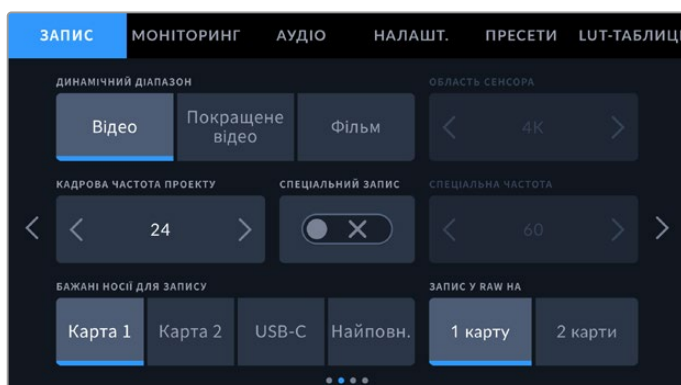 ЗАПИС МОНІТОРИНГ АУДІО НАЛАШТ. ПРЕСЕТИ LUT-ТАБЛИЦІ
ДИНАМІЧНИЙ ДІАПАЗОН ОБЛАСТЬ СЕНСОРА
Відео Покращене відео Фільм 4K
КАДРОВА ЧАСТОТА ПРОЕКТУ СПЕЦІАЛЬНИЙ ЗАПИС СПЕЦІАЛЬНА ЧАСТОТА
24 60
БАЖАНІ НОСІЇ ДЛЯ ЗАПИСУ ЗАПИС У RAW НА
Карта 1 Карта 2 USB-C Найповн. 1 карту 2 карти